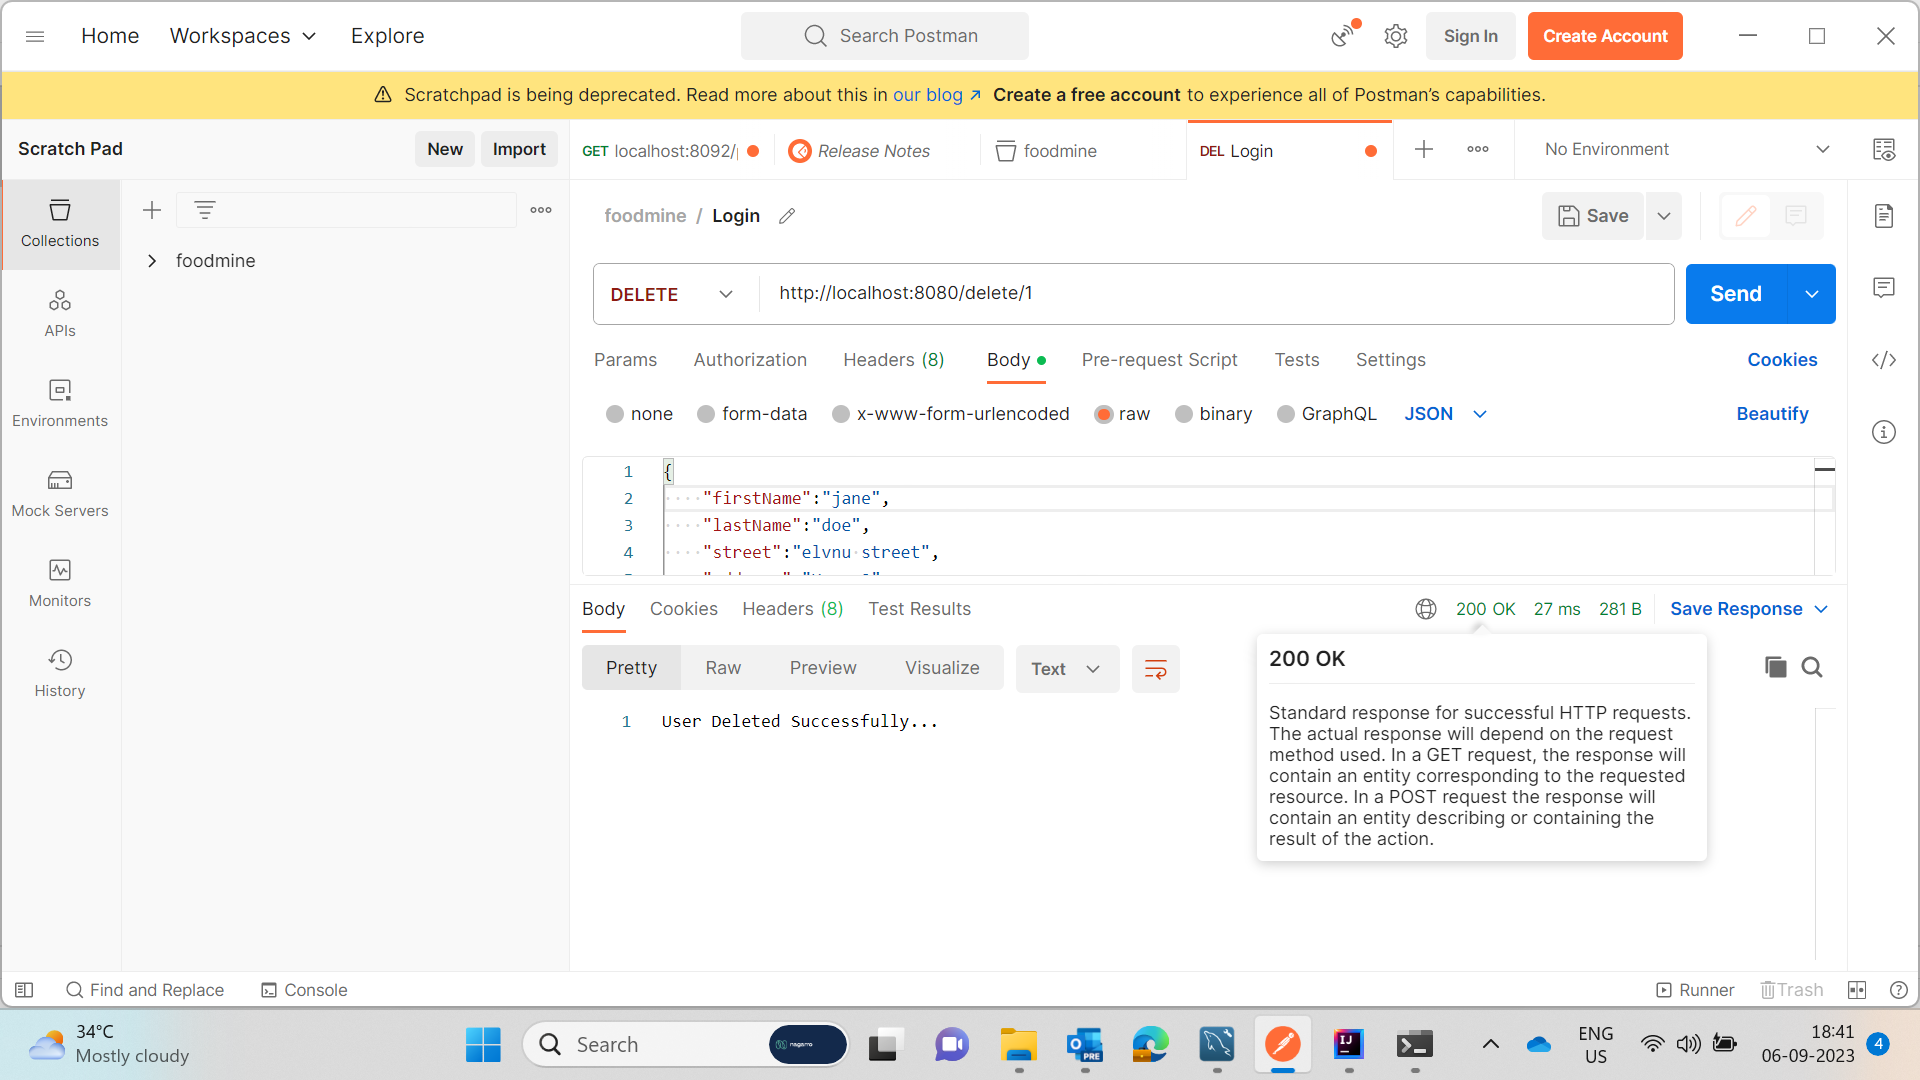 Home
Workspaces
Explore
Search Postman
Sign In
Create Account
Scratchpad is being deprecated. Read more about this in our blog ↗ Create a free account to experience all of Postman’s capabilities.
Scratch Pad
New
Import
GET localhost:8092/
Release Notes
foodmine
DEL Login
No Environment
Collections
APIs
Environments
Mock Servers
Monitors
History
foodmine
foodmine / Login
Save
DELETE
http://localhost:8080/delete/1
Send
Params
Authorization
Headers (8)
Body
Pre-request Script
Tests
Settings
Cookies
none
form-data
x-www-form-urlencoded
raw
binary
GraphQL
JSON
Beautify
1 {
2 ····"firstName":"jane",
3 ····"lastName":"doe",
4 ····"street":"elvnu·street",
Body
Cookies
Headers (8)
Test Results
200 OK
27 ms
281 B
Save Response
Pretty
Raw
Preview
Visualize
Text
1 User Deleted Successfully...
200 OK
Standard response for successful HTTP requests.
The actual response will depend on the request
method used. In a GET request, the response will
contain an entity corresponding to the requested
resource. In a POST request the response will
contain an entity describing or containing the
result of the action.
Find and Replace
Console
Runner
Trash
34°C
Mostly cloudy
Search
nagarro
PRE
IJ
ENG
US
18:41
06-09-2023
4